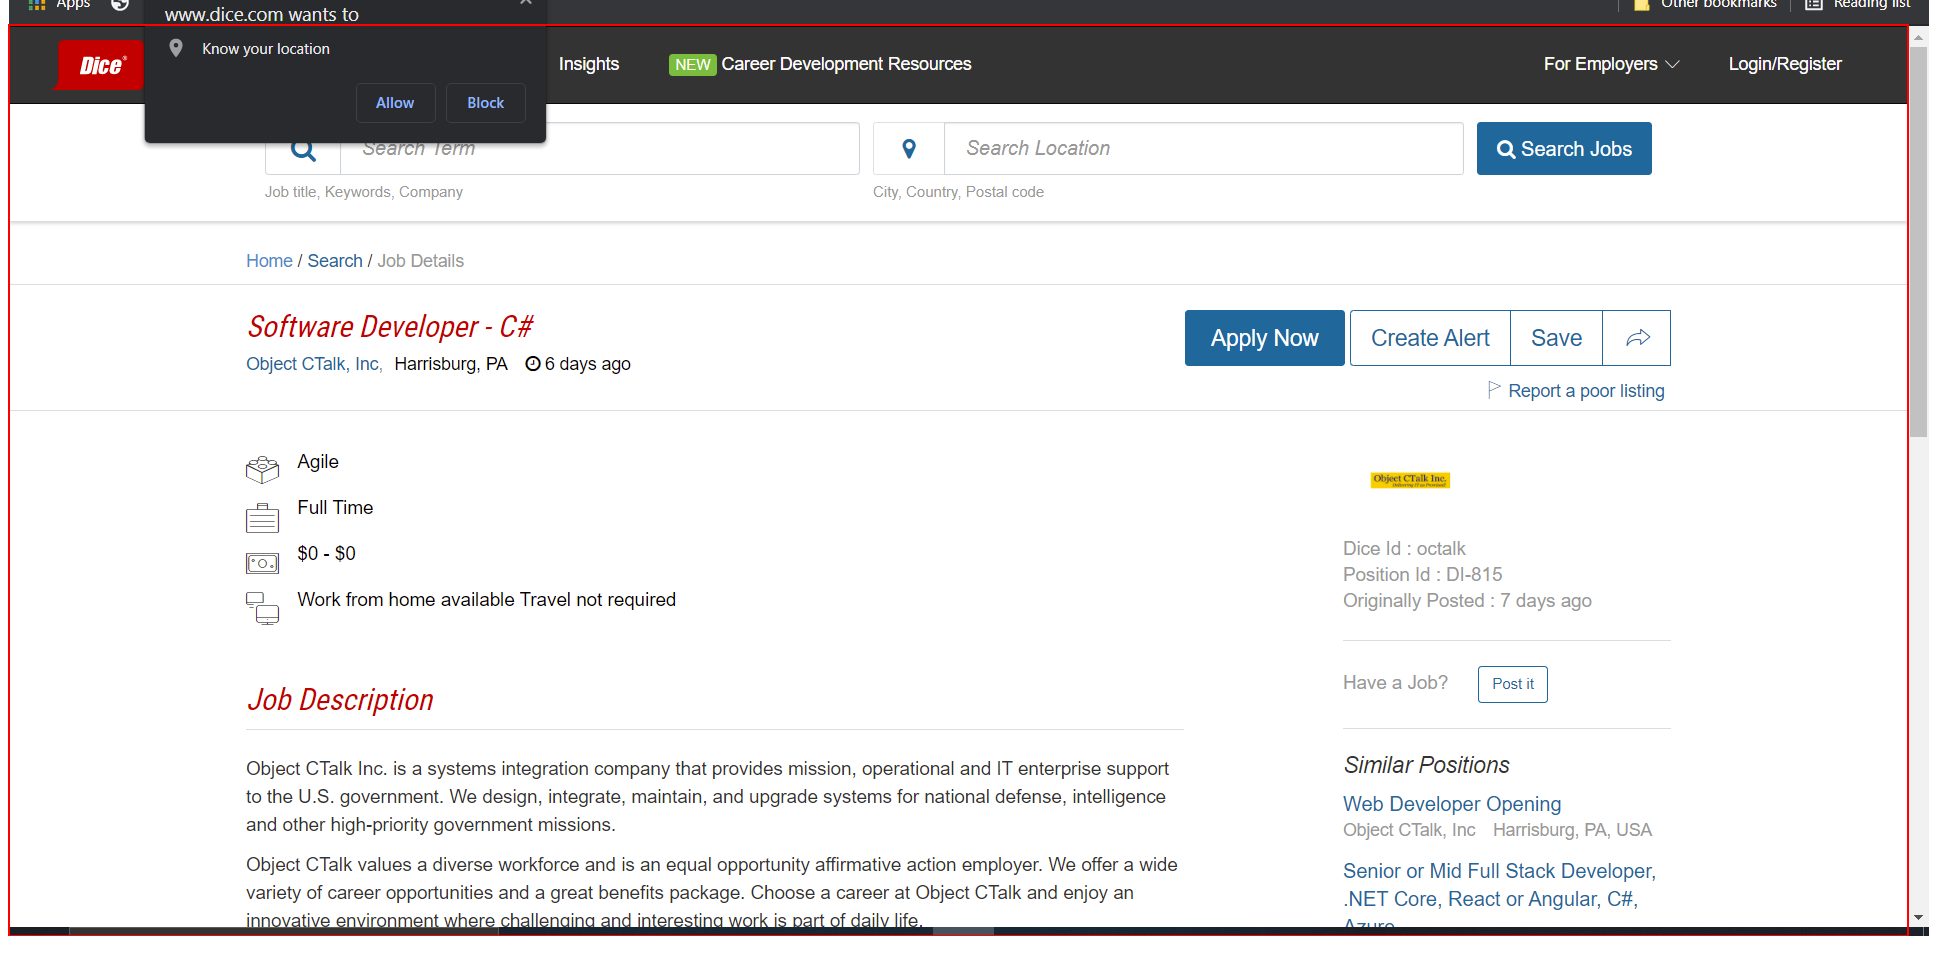 Apps
Other bookmarks
Reading list
www.dice.com wants to
Know your location
Allow
Block
Dice®
Insights
NEW Career Development Resources
For Employers
Login/Register
Search Term
Search Location
Search Jobs
Job title, Keywords, Company
City, Country, Postal code
Home / Search / Job Details
Software Developer - C#
Object CTalk, Inc, Harrisburg, PA 6 days ago
Apply Now
Create Alert
Save
Report a poor listing
Agile
Full Time
$0 - $0
Work from home available Travel not required
Object CTalk Inc.
Dice Id : octalk
Position Id : DI-815
Originally Posted : 7 days ago
Have a Job?
Post it
Job Description
Object CTalk Inc. is a systems integration company that provides mission, operational and IT enterprise support
to the U.S. government. We design, integrate, maintain, and upgrade systems for national defense, intelligence
and other high-priority government missions.
Object CTalk values a diverse workforce and is an equal opportunity affirmative action employer. We offer a wide
variety of career opportunities and a great benefits package. Choose a career at Object CTalk and enjoy an
innovative environment where challenging and interesting work is part of daily life.
Similar Positions
Web Developer Opening
Object CTalk, Inc Harrisburg, PA, USA
Senior or Mid Full Stack Developer,
.NET Core, React or Angular, C#,
Azure